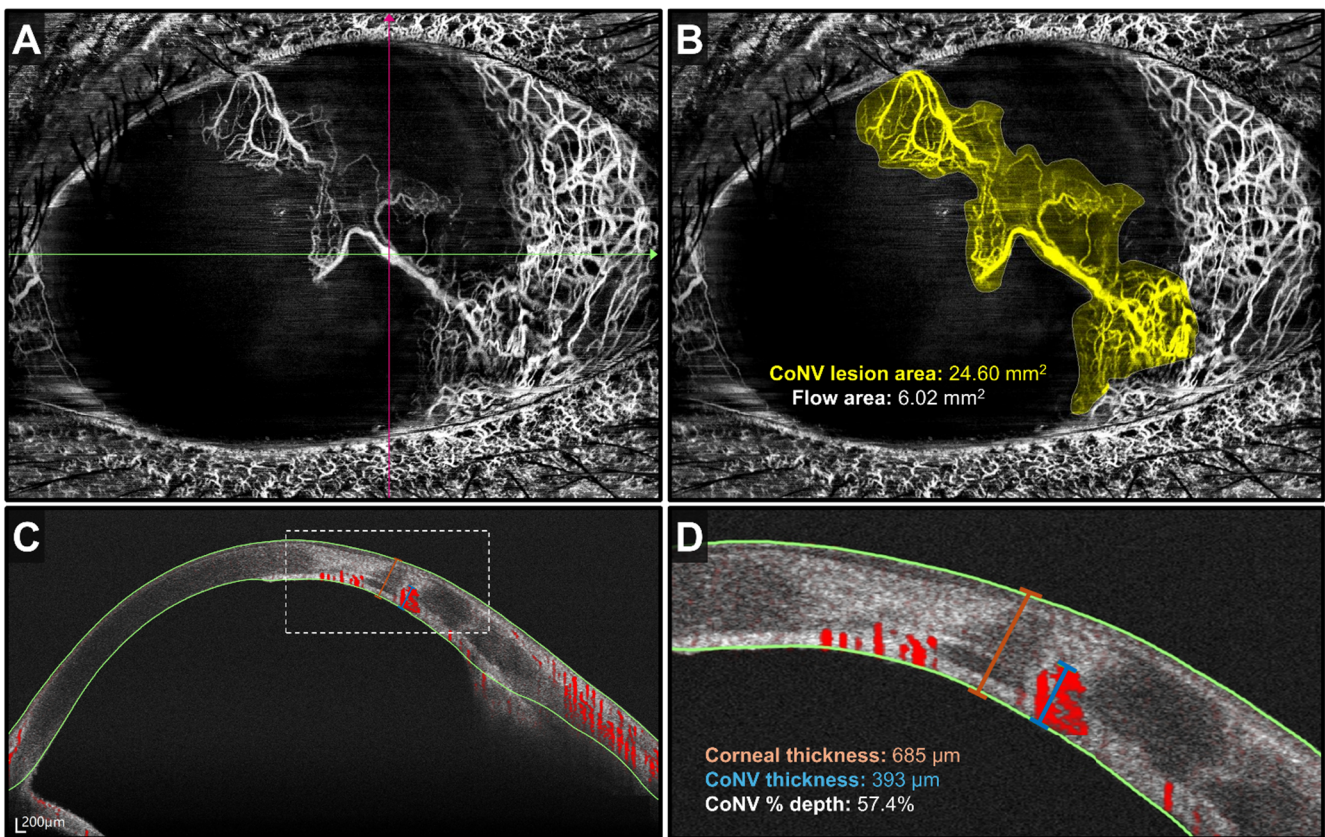 A
B
CoNV lesion area: 24.60 mm²
Flow area: 6.02 mm²
C
200µm
D
Corneal thickness: 685 µm
CoNV thickness: 393 µm
CoNV % depth: 57.4%